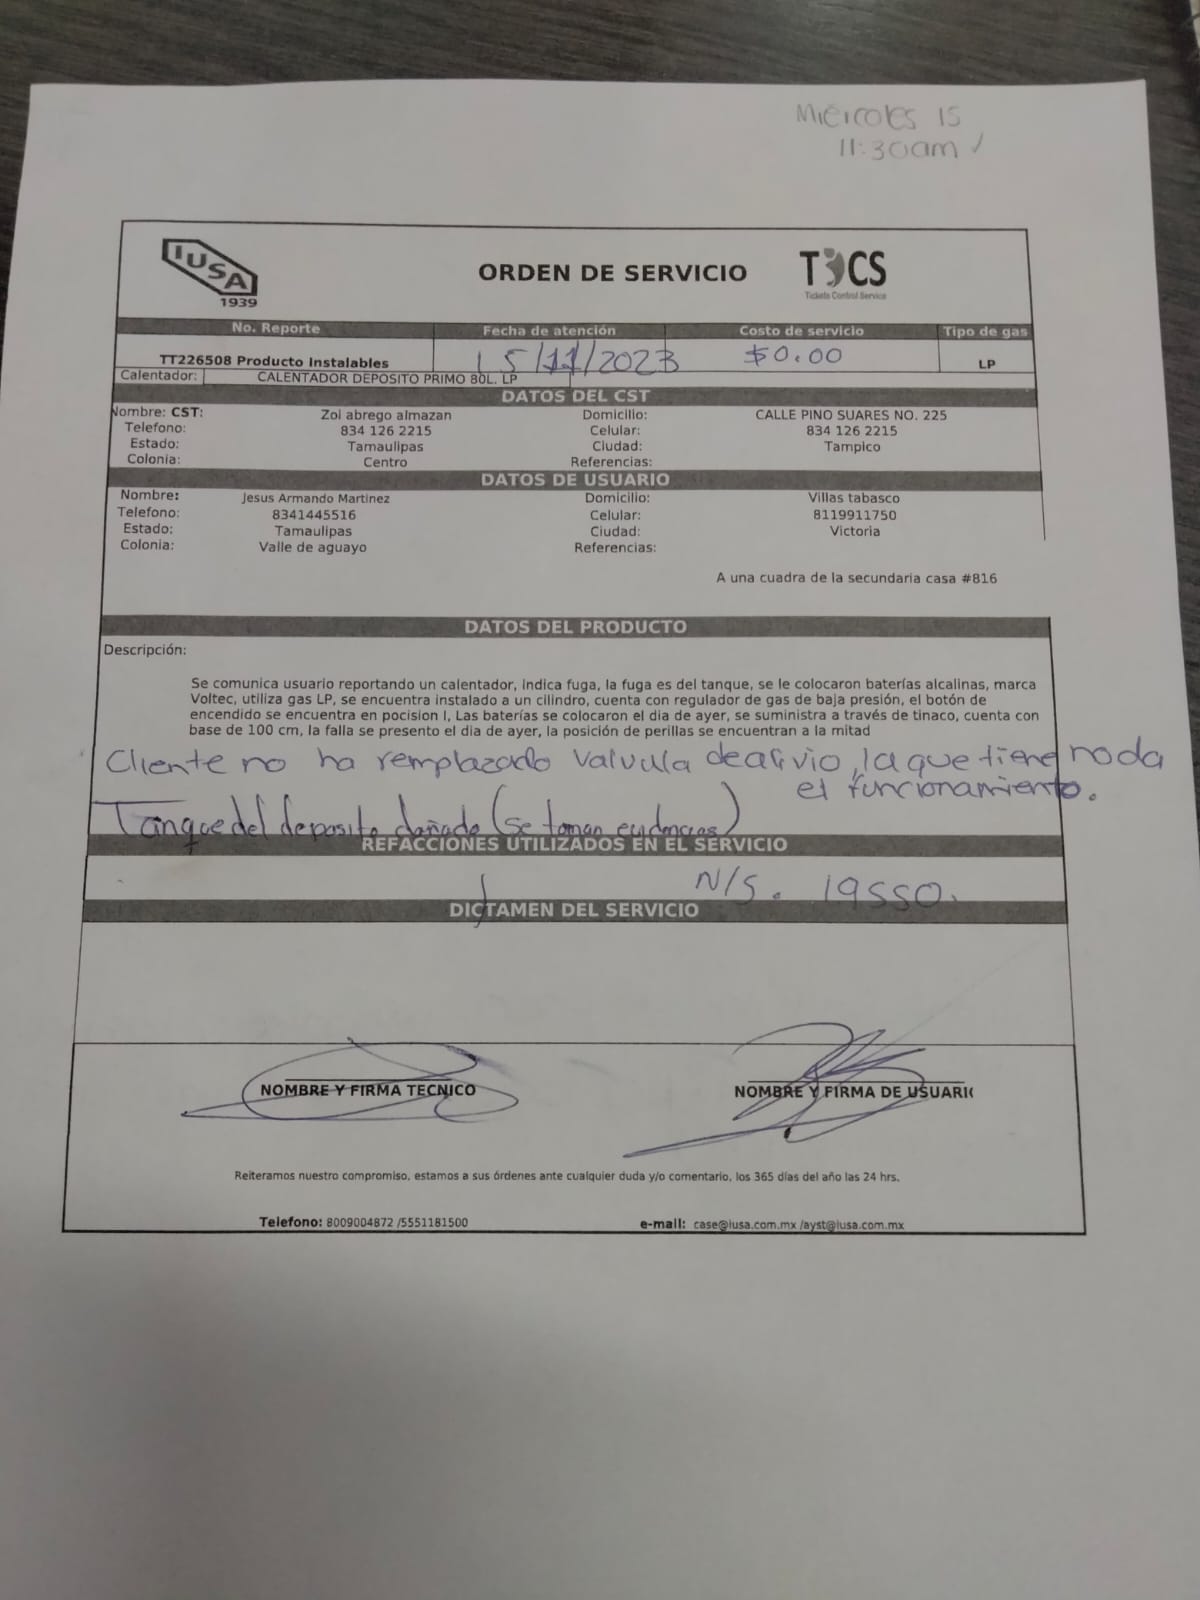 Miércoles 15
11:30am ✓
IUSA
1939
ORDEN DE SERVICIO
TICS
Tickets Control Service
No. Reporte Fecha de atención Costo de servicio Tipo de gas
TT226508 Producto Instalables 15/11/2023 $0.00 LP
Calentador: CALENTADOR DEPOSITO PRIMO 80L. LP
DATOS DEL CST
Nombre: CST: Zol abrego almazan Domicilio: CALLE PINO SUARES NO. 225
Telefono: 834 126 2215 Celular: 834 126 2215
Estado: Tamaulipas Ciudad: Tampico
Colonia: Centro Referencias:
DATOS DE USUARIO
Nombre: Jesus Armando Martinez Domicilio: Villas tabasco
Telefono: 8341445516 Celular: 8119911750
Estado: Tamaulipas Ciudad: Victoria
Colonia: Valle de aguayo Referencias:
A una cuadra de la secundaria casa #816
DATOS DEL PRODUCTO
Descripción:
Se comunica usuario reportando un calentador, indica fuga, la fuga es del tanque, se le colocaron baterías alcalinas, marca
Voltec, utiliza gas LP, se encuentra instalado a un cilindro, cuenta con regulador de gas de baja presión, el botón de
encendido se encuentra en pocision I, Las baterías se colocaron el dia de ayer, se suministra a través de tinaco, cuenta con
base de 100 cm, la falla se presento el dia de ayer, la posición de perillas se encuentran a la mitad
Cliente no ha remplazado valvula de alivio, la que tiene no da
el funcionamiento.
Tanque del deposito dañado (se toman evidencias)
REFACCIONES UTILIZADOS EN EL SERVICIO
N/S. 19550.
DICTAMEN DEL SERVICIO
NOMBRE Y FIRMA TECNICO NOMBRE Y FIRMA DE USUARIO
Reiteramos nuestro compromiso, estamos a sus órdenes ante cualquier duda y/o comentario, los 365 días del año las 24 hrs.
Telefono: 8009004872 /5551181500 e-mail: case@iusa.com.mx /ayst@iusa.com.mx